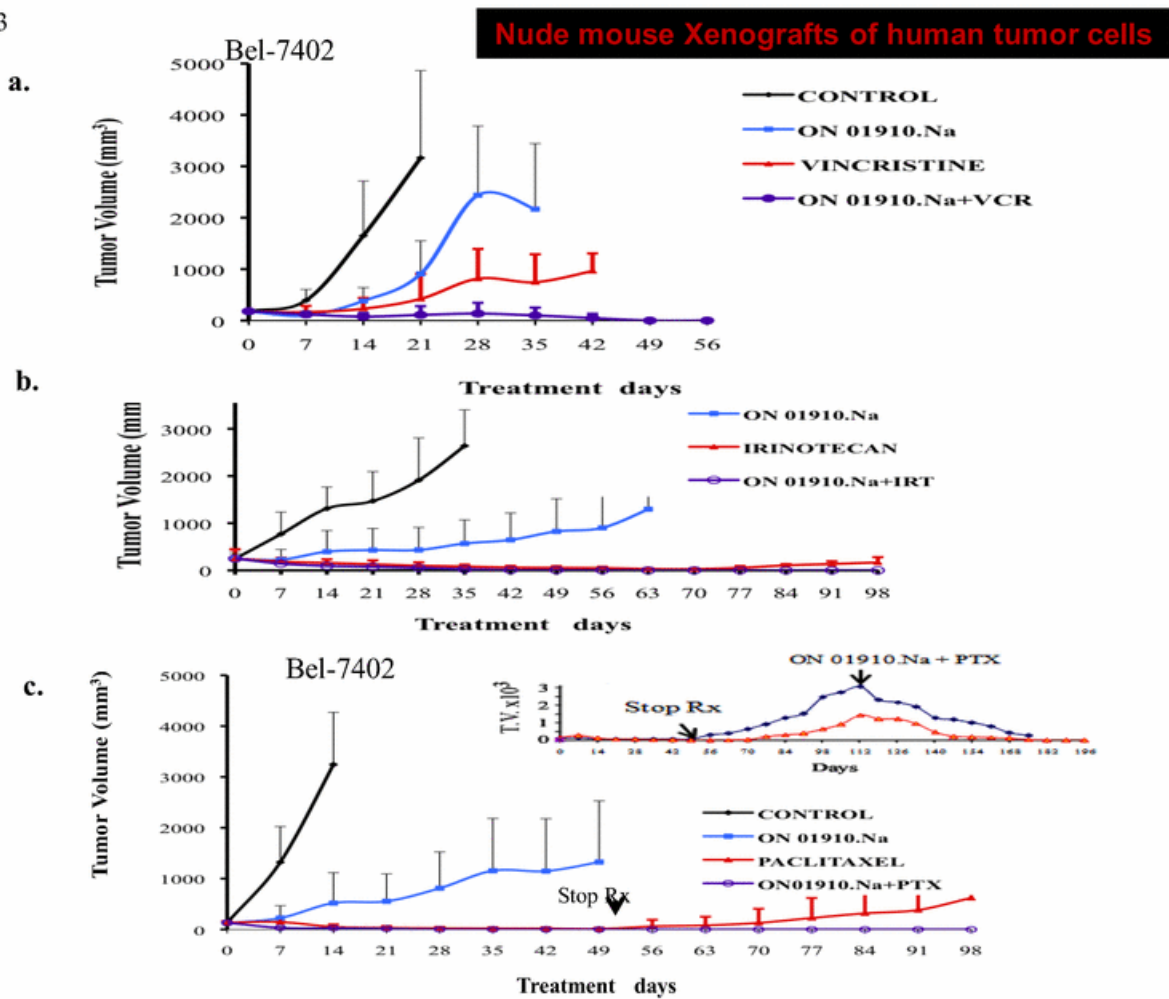 3
Nude mouse Xenografts of human tumor cells
a.
Bel-7402
Tumor Volume (mm³)
5000
4000
3000
2000
1000
0
0 7 14 21 28 35 42 49 56
Treatment days
CONTROL
ON 01910.Na
VINCRISTINE
ON 01910.Na+VCR
b.
Tumor Volume (mm
3000
2000
1000
0
0 7 14 21 28 35 42 49 56 63 70 77 84 91 98
Treatment days
ON 01910.Na
IRINOTECAN
ON 01910.Na+IRT
c.
Bel-7402
Tumor Volume (mm³)
5000
4000
3000
2000
1000
0
0 7 14 21 28 35 42 49 56 63 70 77 84 91 98
Treatment days
Stop Rx
ON 01910.Na + PTX
Stop Rx
T.V. x10³
3
2
1
0
0 14 28 42 56 70 84 98 112 126 140 154 168 182 196
Days
CONTROL
ON 01910.Na
PACLITAXEL
ON01910.Na+PTX